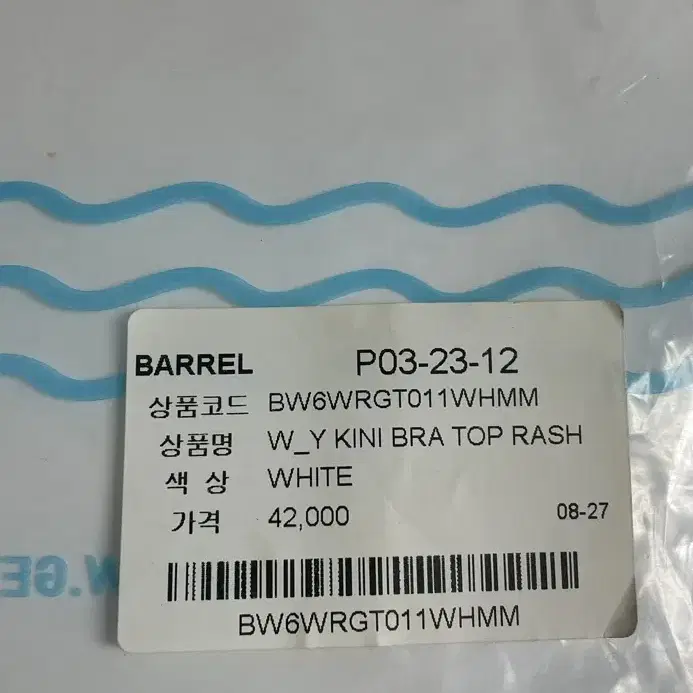 BARREL P03-23-12
상품코드 BW6WRGT011WHMM
상품명 W_Y KINI BRA TOP RASH
색 상 WHITE
가격 42,000 08-27
BW6WRGT011WHMM